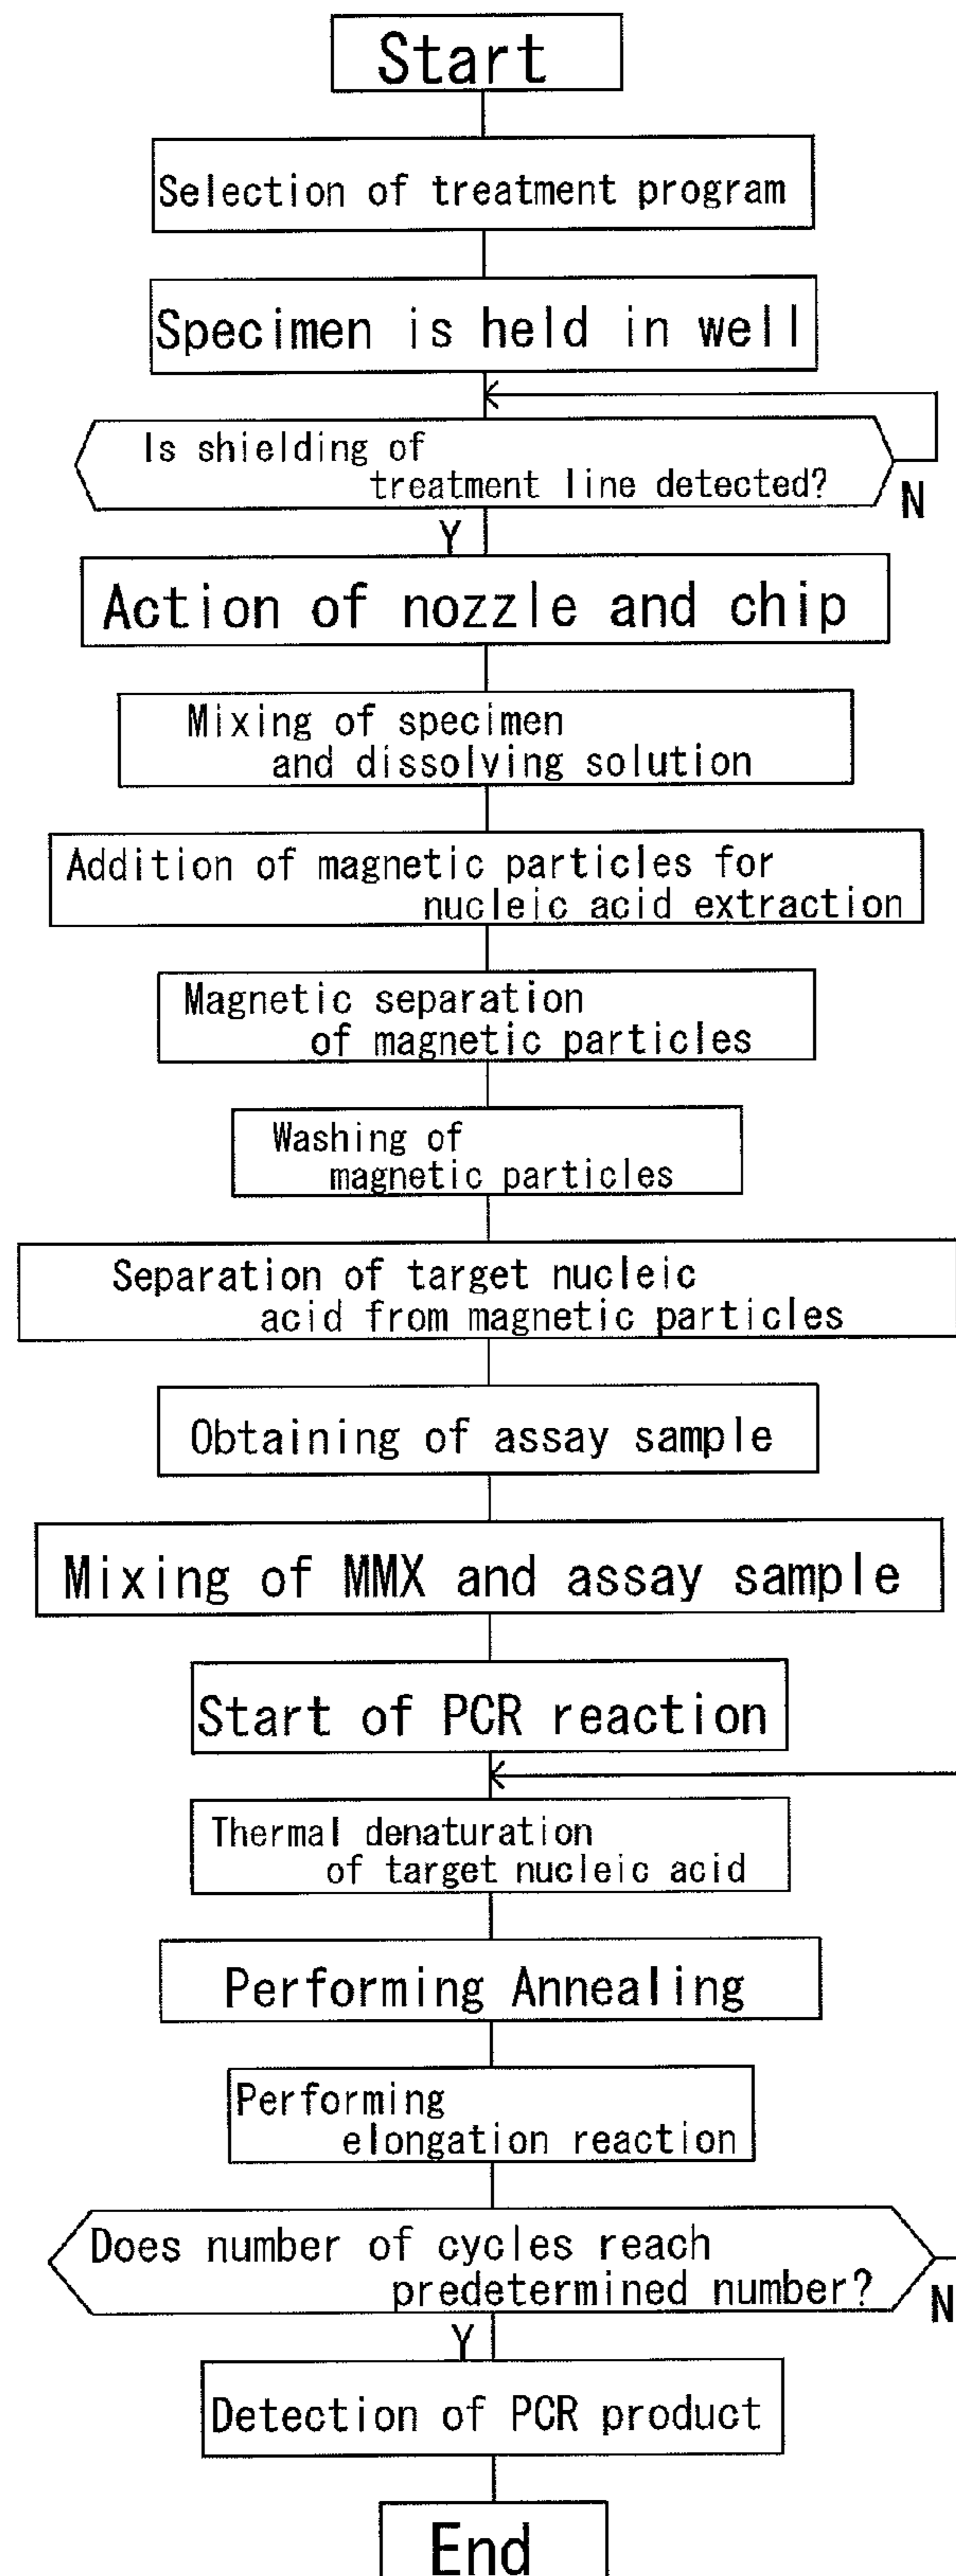 Start
Selection of treatment program
Specimen is held in well
Is shielding of
treatment line detected?
N
Y
Action of nozzle and chip
Mixing of specimen
and dissolving solution
Addition of magnetic particles for
nucleic acid extraction
Magnetic separation
of magnetic particles
Washing of
magnetic particles
Separation of target nucleic
acid from magnetic particles
Obtaining of assay sample
Mixing of MMX and assay sample
Start of PCR reaction
Thermal denaturation
of target nucleic acid
Performing Annealing
Performing
elongation reaction
Does number of cycles reach
predetermined number?
N
Y
Detection of PCR product
End